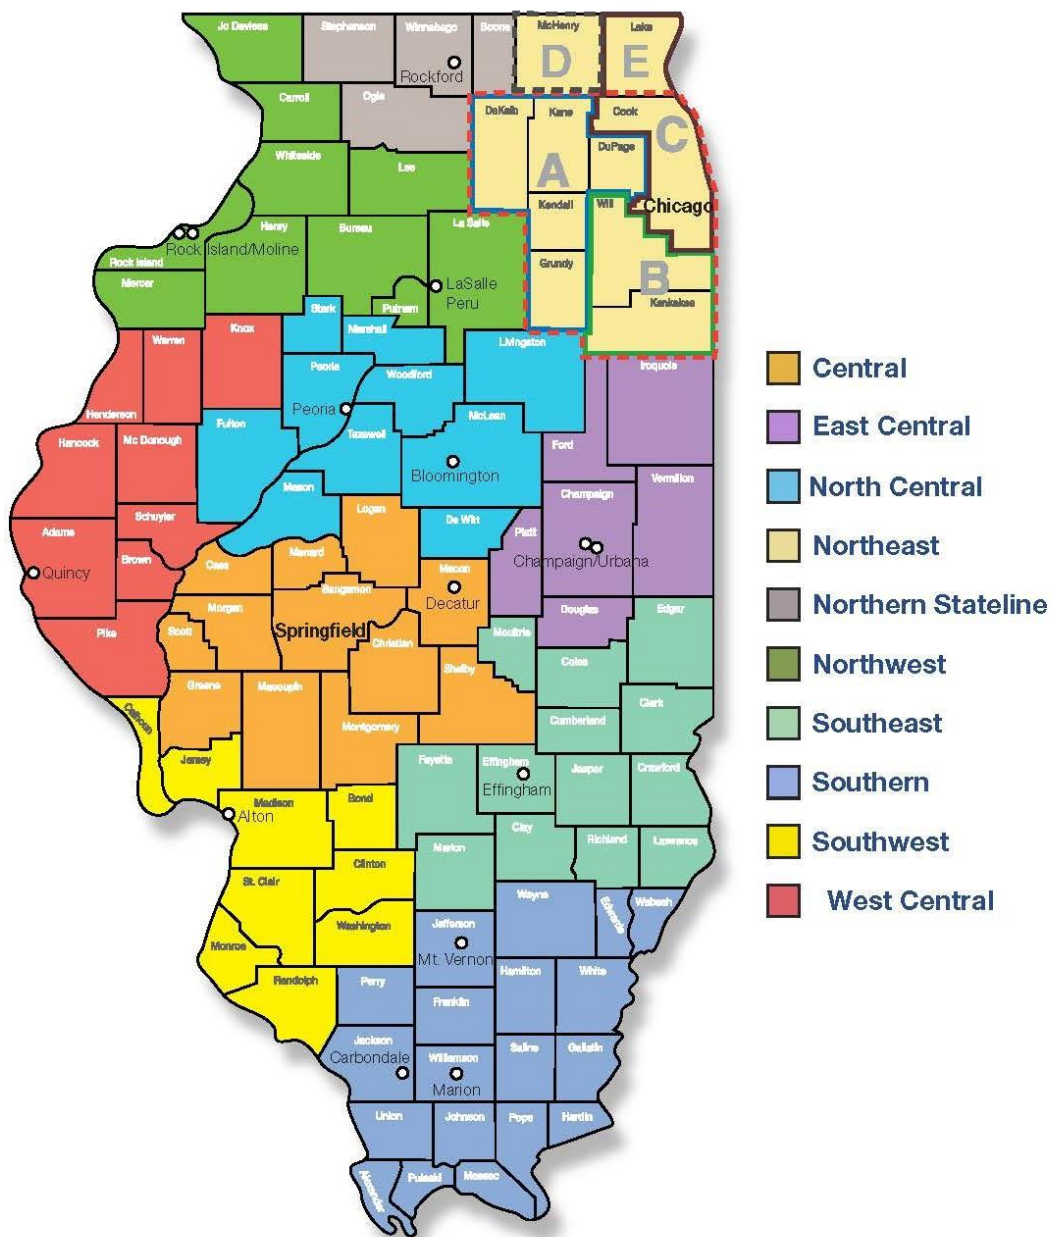 Jo Daviess
Stephenson
Winnebago
Boone
McHenry
Lake
D
E
Rockford
Carroll
Ogle
DeKalb
Kane
Cook
C
Whiteside
Lee
A
DuPage
Kendall
Will
Chicago
Rock Island/Moline
Rock Island
Henry
Bureau
La Salle
Grundy
B
Mercer
LaSalle
Peru
Putnam
Kankakee
Stark
Marshall
Knox
Warren
Henderson
Peoria
Peoria
Woodford
Livingston
Iroquois
Hancock
Mc Donough
Fulton
Tazewell
McLean
Bloomington
Ford
Vermilion
Mason
Logan
De Witt
Champaign
Champaign/Urbana
Piatt
Adams
Quincy
Schuyler
Brown
Cass
Menard
Macon
Decatur
Pike
Scott
Morgan
Sangamon
Springfield
Christian
Moultrie
Douglas
Edgar
Coles
Shelby
Greene
Macoupin
Montgomery
Cumberland
Clark
Calhoun
Jersey
Fayette
Effingham
Effingham
Jasper
Crawford
Madison
Alton
Bond
Clay
Richland
Lawrence
Marion
Clinton
St. Clair
Washington
Monroe
Randolph
Wayne
Edwards
Wabash
Jefferson
Mt. Vernon
Perry
Hamilton
White
Franklin
Jackson
Carbondale
Williamson
Marion
Saline
Gallatin
Union
Johnson
Pope
Hardin
Alexander
Pulaski
Massac
Central
East Central
North Central
Northeast
Northern Stateline
Northwest
Southeast
Southern
Southwest
West Central